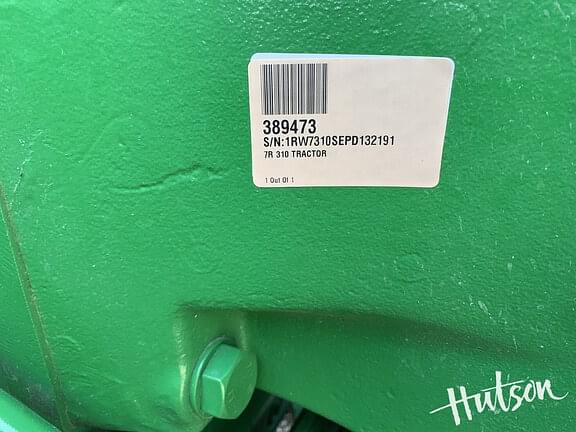 389473
S/N:1RW7310SEPD132191
7R 310 TRACTOR
1 Out Of 1
Hutson